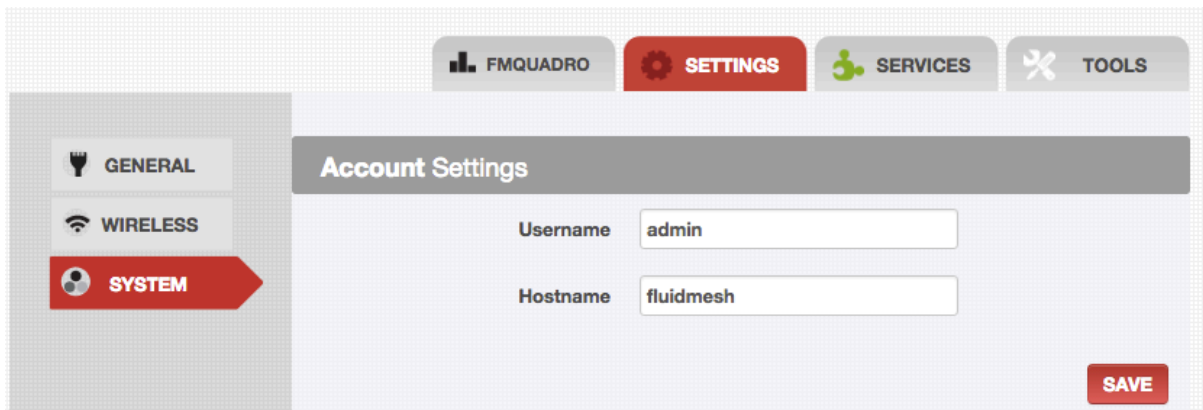 FMQUADRO SETTINGS SERVICES TOOLS
GENERAL
WIRELESS
SYSTEM
Account Settings
Username admin
Hostname fluidmesh
SAVE